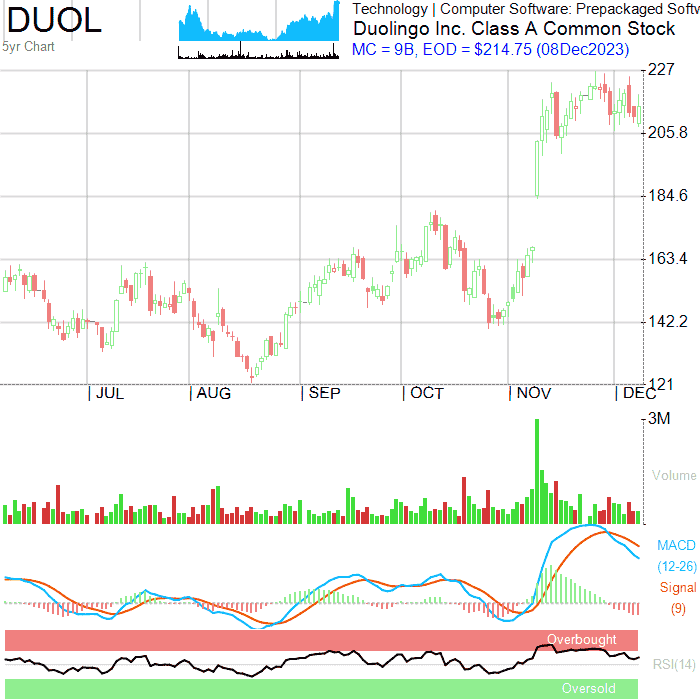 DUOL
5yr Chart
Technology | Computer Software: Prepackaged Softw
Duolingo Inc. Class A Common Stock
MC = 9B, EOD = $214.75 (08Dec2023)
227
205.8
184.6
163.4
142.2
121
JUL AUG SEP OCT NOV DEC
3M
Volume
MACD
(12-26)
Signal
(9)
Overbought
RSI(14)
Oversold